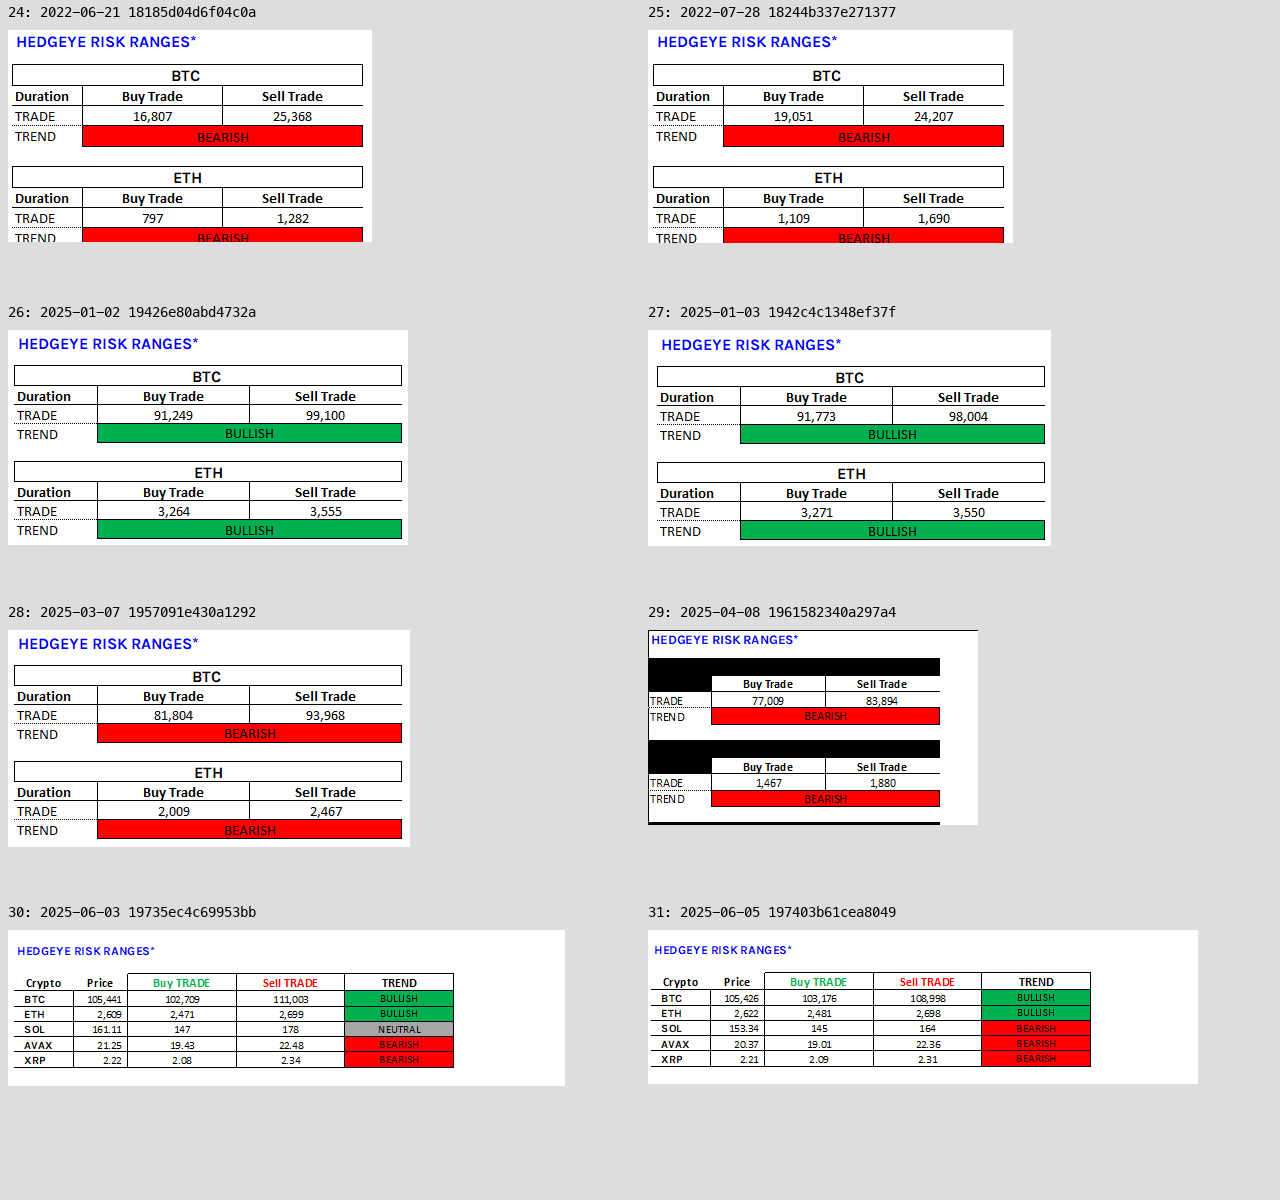 24: 2022-06-21 18185d04d6f04c0a
HEDGEYE RISK RANGES*
BTC
Duration Buy Trade Sell Trade
TRADE 16,807 25,368
TREND BEARISH
ETH
Duration Buy Trade Sell Trade
TRADE 797 1,282
TREND BEARISH
25: 2022-07-28 18244b337e271377
HEDGEYE RISK RANGES*
BTC
Duration Buy Trade Sell Trade
TRADE 19,051 24,207
TREND BEARISH
ETH
Duration Buy Trade Sell Trade
TRADE 1,109 1,690
TREND BEARISH
26: 2025-01-02 19426e80abd4732a
HEDGEYE RISK RANGES*
BTC
Duration Buy Trade Sell Trade
TRADE 91,249 99,100
TREND BULLISH
ETH
Duration Buy Trade Sell Trade
TRADE 3,264 3,555
TREND BULLISH
27: 2025-01-03 1942c4c1348ef37f
HEDGEYE RISK RANGES*
BTC
Duration Buy Trade Sell Trade
TRADE 91,773 98,004
TREND BULLISH
ETH
Duration Buy Trade Sell Trade
TRADE 3,271 3,550
TREND BULLISH
28: 2025-03-07 1957091e430a1292
HEDGEYE RISK RANGES*
BTC
Duration Buy Trade Sell Trade
TRADE 81,804 93,968
TREND BEARISH
ETH
Duration Buy Trade Sell Trade
TRADE 2,009 2,467
TREND BEARISH
29: 2025-04-08 1961582340a297a4
HEDGEYE RISK RANGES*
Buy Trade Sell Trade
TRADE 77,009 83,894
TREND BEARISH
Buy Trade Sell Trade
TRADE 1,467 1,880
TREND BEARISH
30: 2025-06-03 19735ec4c69953bb
HEDGEYE RISK RANGES*
Crypto Price Buy TRADE Sell TRADE TREND
BTC 105,441 102,709 111,003 BULLISH
ETH 2,609 2,471 2,699 BULLISH
SOL 161.11 147 178 NEUTRAL
AVAX 21.25 19.43 22.48 BEARISH
XRP 2.22 2.08 2.34 BEARISH
31: 2025-06-05 197403b61cea8049
HEDGEYE RISK RANGES*
Crypto Price Buy TRADE Sell TRADE TREND
BTC 105,426 103,176 108,998 BULLISH
ETH 2,622 2,481 2,698 BULLISH
SOL 153.34 145 164 BEARISH
AVAX 20.37 19.01 22.36 BEARISH
XRP 2.21 2.09 2.31 BEARISH